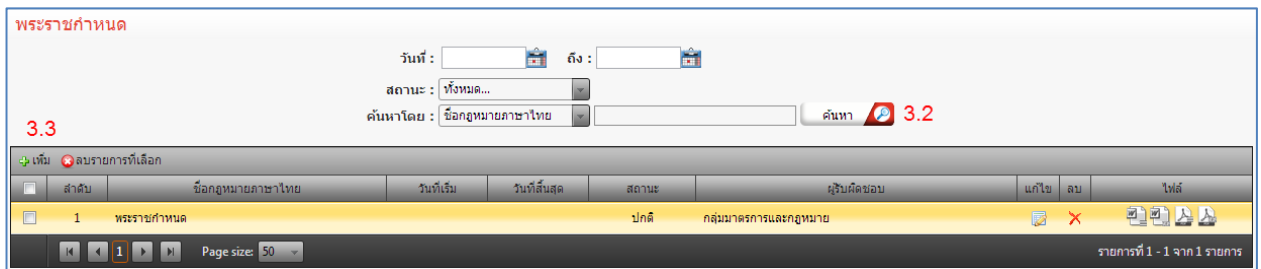 พระราชกำหนด
วันที่ : ถึง :
สถานะ : ทั้งหมด...
ค้นหาโดย : ชื่อกฎหมายภาษาไทย ค้นหา 3.2
3.3
เพิ่ม ลบรายการที่เลือก
ลำดับ ชื่อกฎหมายภาษาไทย วันที่เริ่ม วันที่สิ้นสุด สถานะ ผู้รับผิดชอบ แก้ไข ลบ ไฟล์
1 พระราชกำหนด ปกติ กลุ่มมาตรการและกฎหมาย
1 Page size: 50 รายการที่ 1 - 1 จาก 1 รายการ